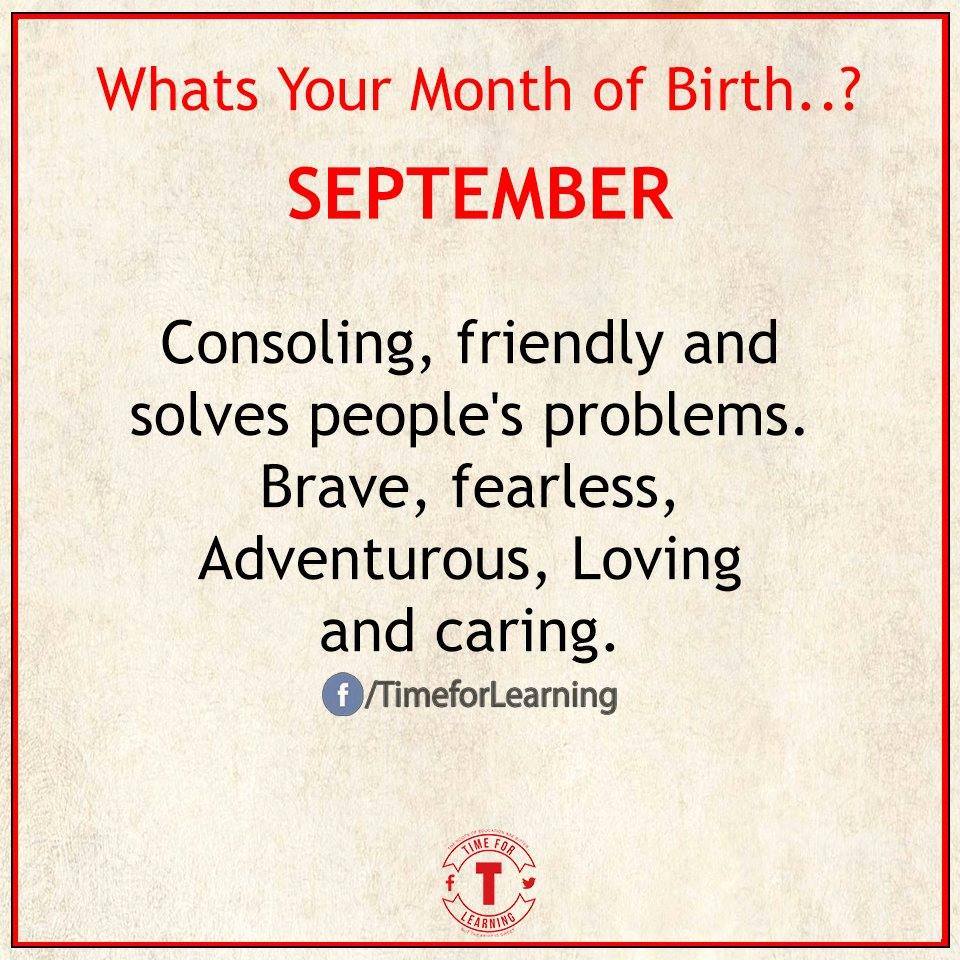 Whats Your Month of Birth..?
SEPTEMBER
Consoling, friendly and
solves people's problems.
Brave, fearless,
Adventurous, Loving
and caring.
f/TimeforLearning
TIME FOR
f T
LEARNING